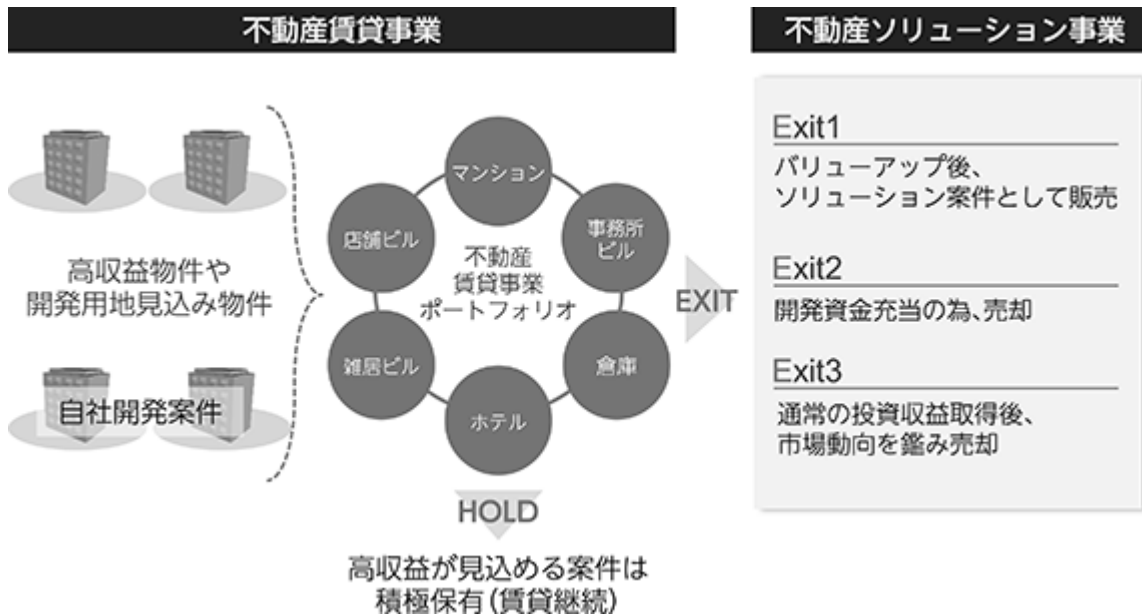 不動産賃貸事業
不動産ソリューション事業
高収益物件や
開発用地見込み物件
自社開発案件
マンション
事務所
ビル
倉庫
ホテル
雑居ビル
店舗ビル
不動産
賃貸事業
ポートフォリオ
EXIT
HOLD
高収益が見込める案件は
積極保有(賃貸継続)
Exit1
バリューアップ後、
ソリューション案件として販売
Exit2
開発資金充当の為、売却
Exit3
通常の投資収益取得後、
市場動向を鑑み売却